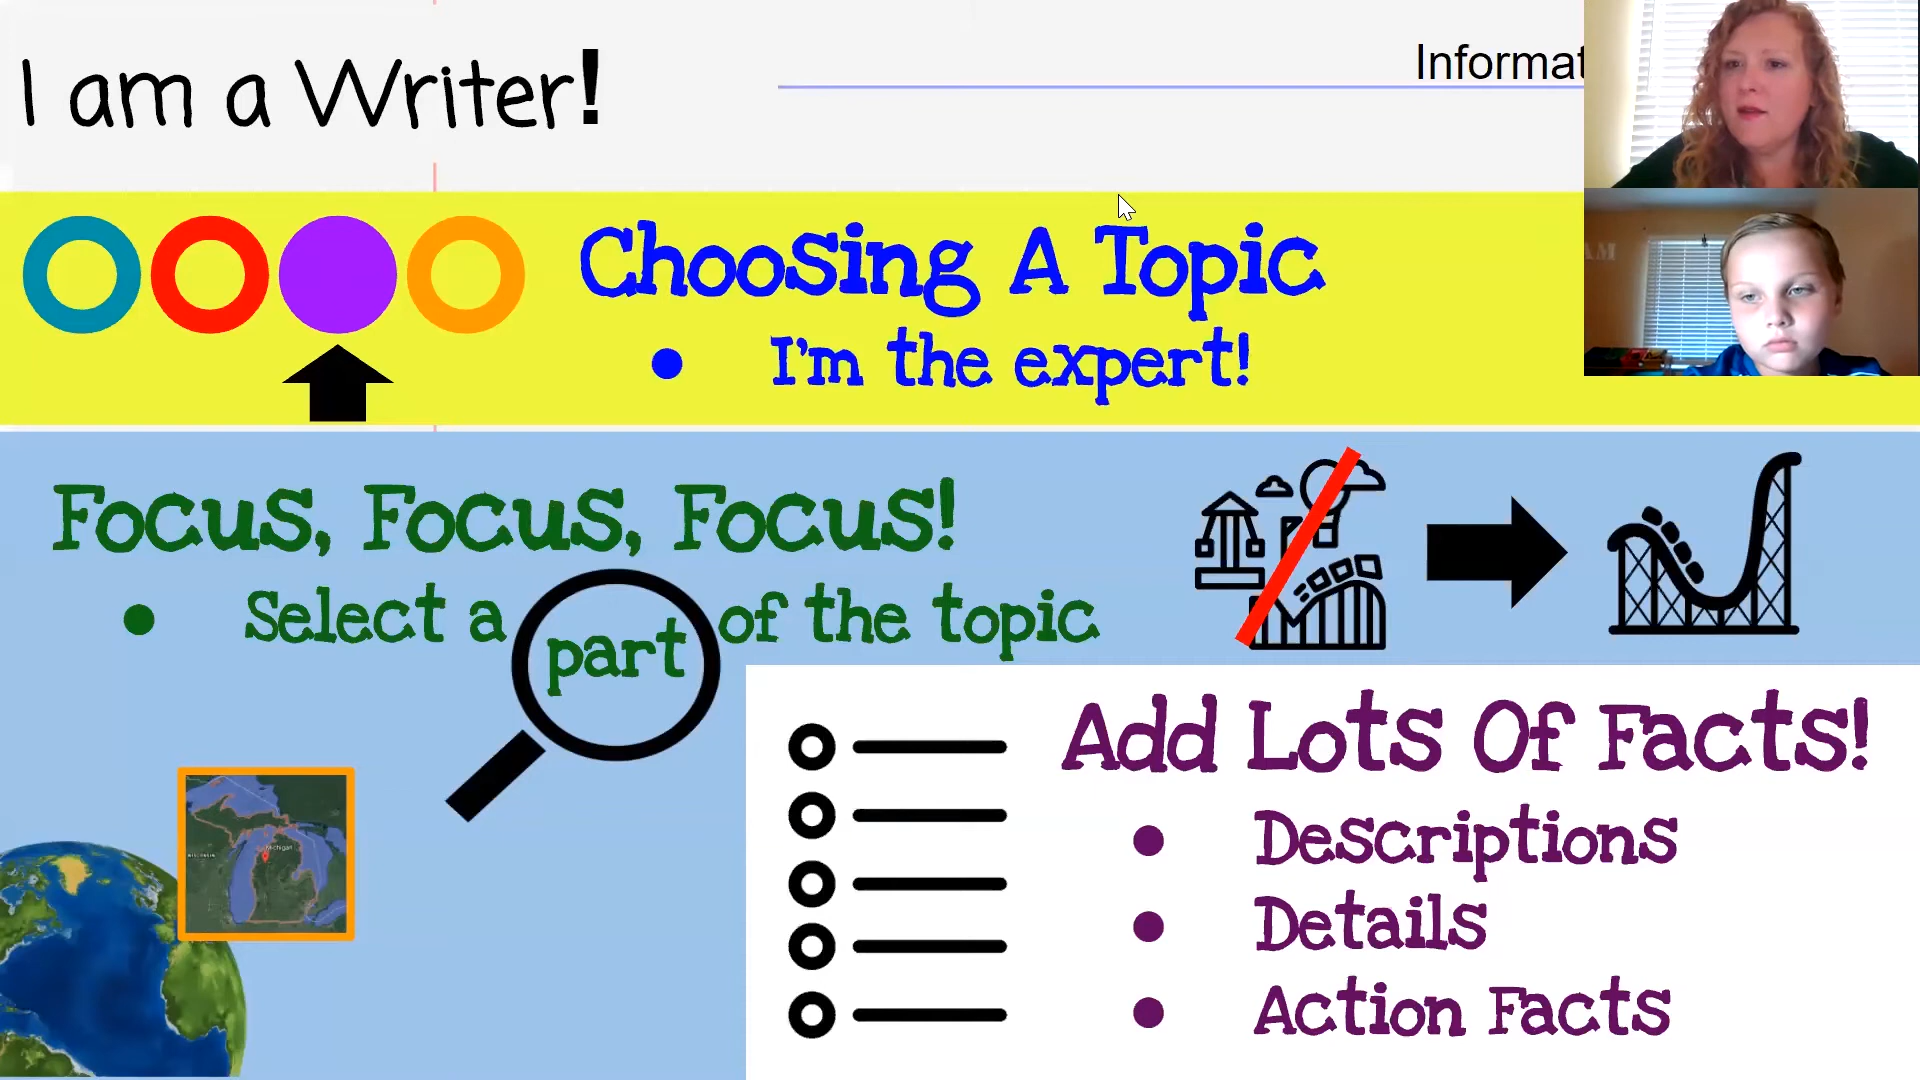 I am a Writer!
Informat
Choosing A Topic
• I'm the expert!
Focus, Focus, Focus!
• Select a part of the topic
Michigan
Add Lots Of Facts!
• Descriptions
• Details
• Action Facts